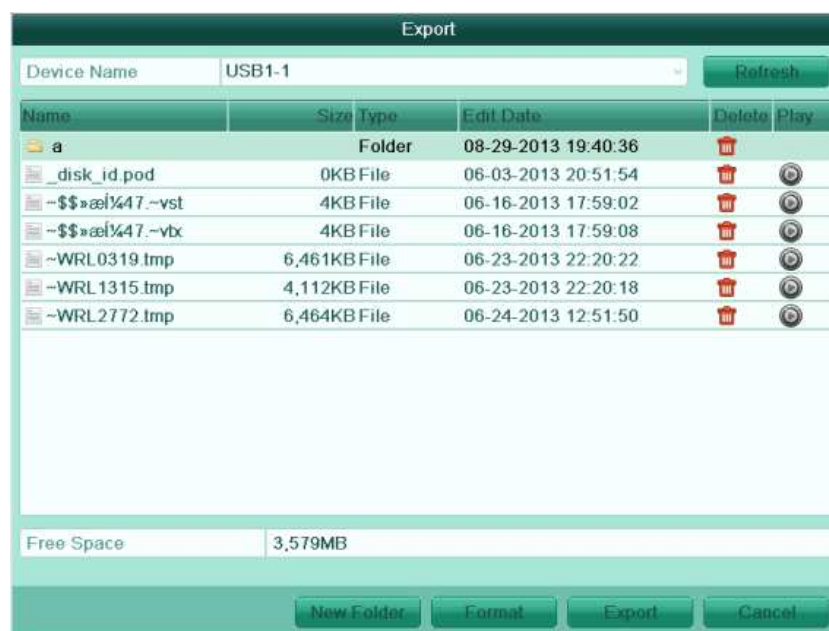 Export
Device Name USB1-1 Refresh
Name Size Type Edit Date Delete Play
a Folder 08-29-2013 19:40:36
_disk_id.pod 0KB File 06-03-2013 20:51:54
~$$»æÍ¼47.~vst 4KB File 06-16-2013 17:59:02
~$$»æÍ¼47.~vtx 4KB File 06-16-2013 17:59:08
~WRL0319.tmp 6,461KB File 06-23-2013 22:20:22
~WRL1315.tmp 4,112KB File 06-23-2013 22:20:18
~WRL2772.tmp 6,464KB File 06-24-2013 12:51:50
Free Space 3,579MB
New Folder Format Export Cancel